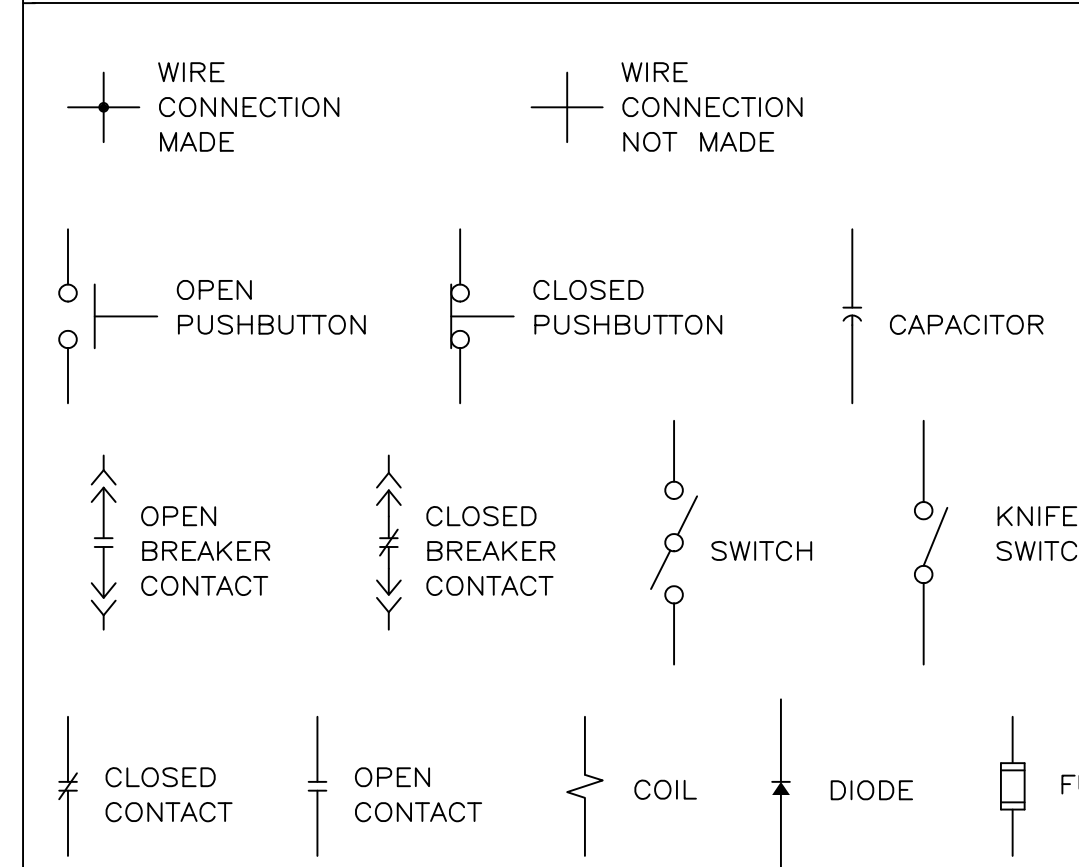 WIRE
CONNECTION
MADE
WIRE
CONNECTION
NOT MADE
OPEN
PUSHBUTTON
CLOSED
PUSHBUTTON
CAPACITOR
OPEN
BREAKER
CONTACT
CLOSED
BREAKER
CONTACT
SWITCH
KNIFE
CLOSED
CONTACT
OPEN
CONTACT
COIL
DIODE